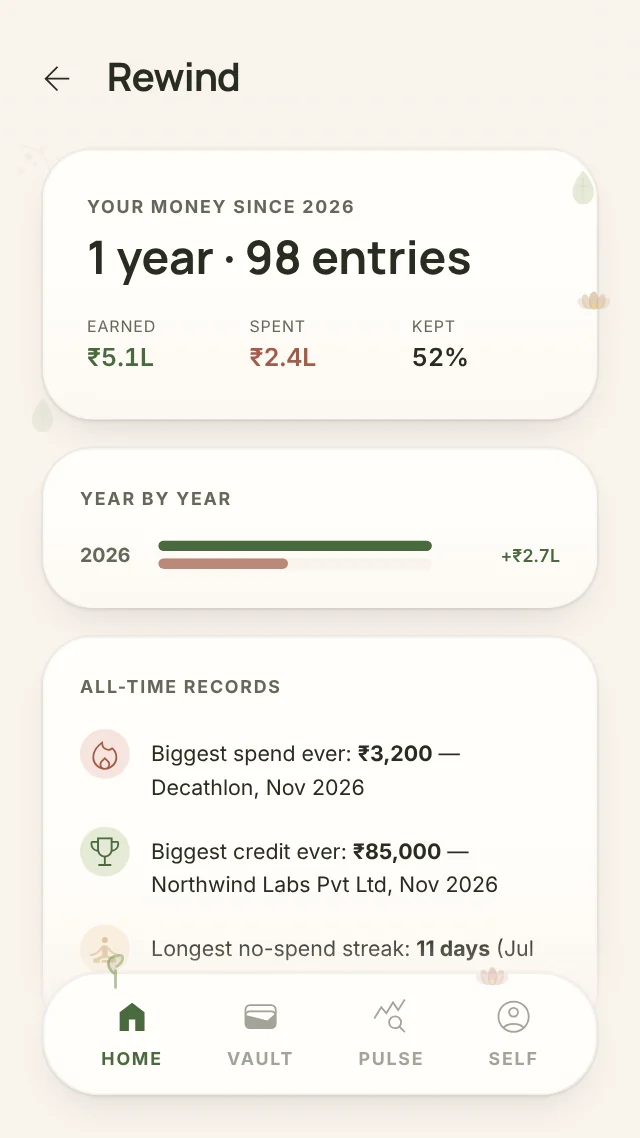 Rewind
YOUR MONEY SINCE 2026
1 year · 98 entries
EARNED SPENT KEPT
₹5.1L ₹2.4L 52%
YEAR BY YEAR
2026 +₹2.7L
ALL-TIME RECORDS
Biggest spend ever: ₹3,200 —
Decathlon, Nov 2026
Biggest credit ever: ₹85,000 —
Northwind Labs Pvt Ltd, Nov 2026
Longest no-spend streak: 11 days (Jul
HOME VAULT PULSE SELF